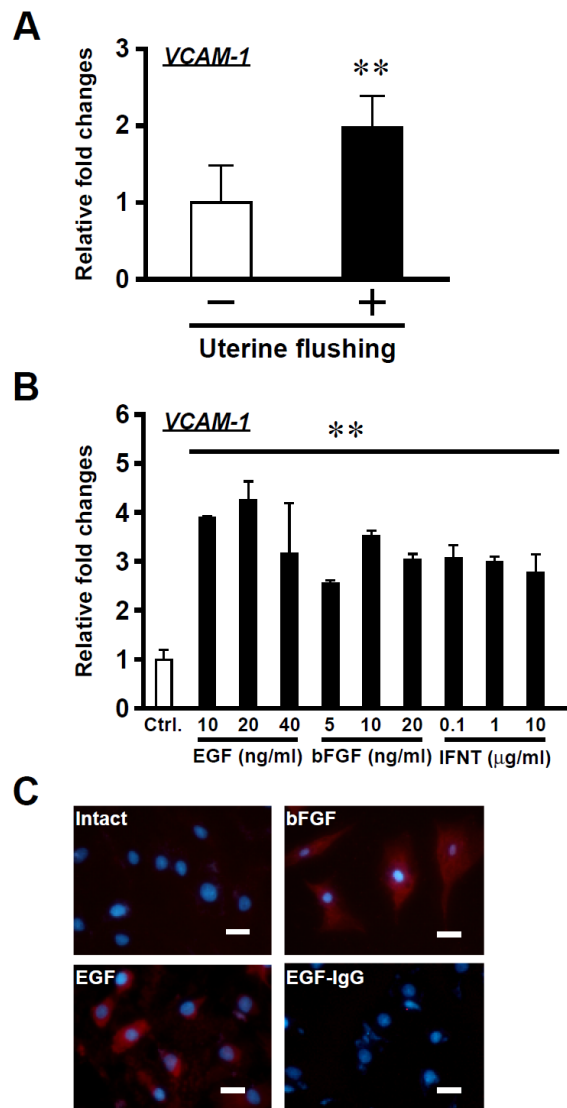 A
VCAM-1
Relative fold changes
3
2
1
0
**
− +
Uterine flushing
B
VCAM-1
Relative fold changes
6
5
4
3
2
1
0
**
Ctrl. 10 20 40 5 10 20 0.1 1 10
EGF (ng/ml) bFGF (ng/ml) IFNT (μg/ml)
C
Intact bFGF
EGF EGF-IgG